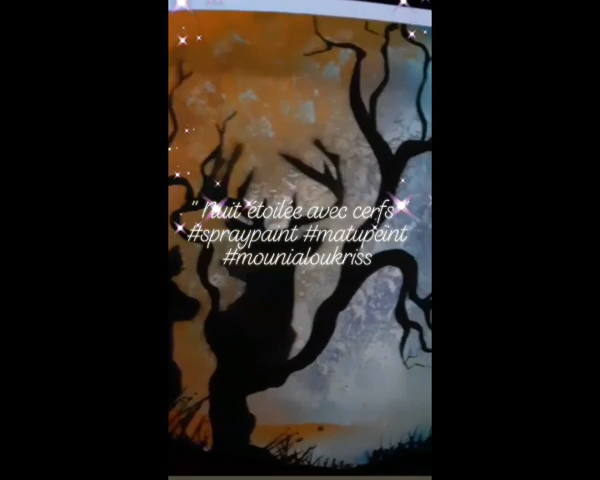 " Nuit étoilée avec cerfs "
#spraypaint #matupeint
#mounialoukriss